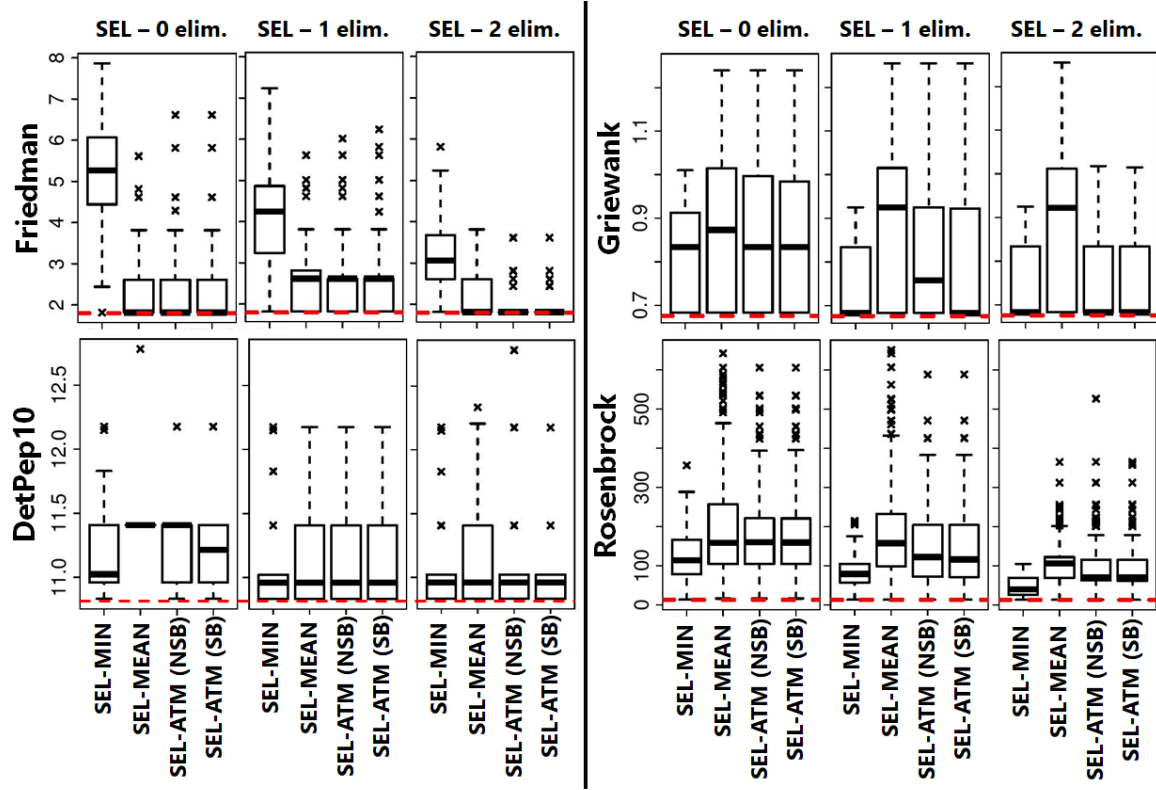 SEL – 0 elim. SEL – 1 elim. SEL – 2 elim.
SEL – 0 elim. SEL – 1 elim. SEL – 2 elim.
Friedman
8
7
6
5
4
3
2
Griewank
1.1
0.9
0.7
DetPep10
12.5
12.0
11.5
11.0
Rosenbrock
500
300
100
0
SEL-MIN
SEL-MEAN
SEL-ATM (NSB)
SEL-ATM (SB)
SEL-MIN
SEL-MEAN
SEL-ATM (NSB)
SEL-ATM (SB)
SEL-MIN
SEL-MEAN
SEL-ATM (NSB)
SEL-ATM (SB)
SEL-MIN
SEL-MEAN
SEL-ATM (NSB)
SEL-ATM (SB)
SEL-MIN
SEL-MEAN
SEL-ATM (NSB)
SEL-ATM (SB)
SEL-MIN
SEL-MEAN
SEL-ATM (NSB)
SEL-ATM (SB)